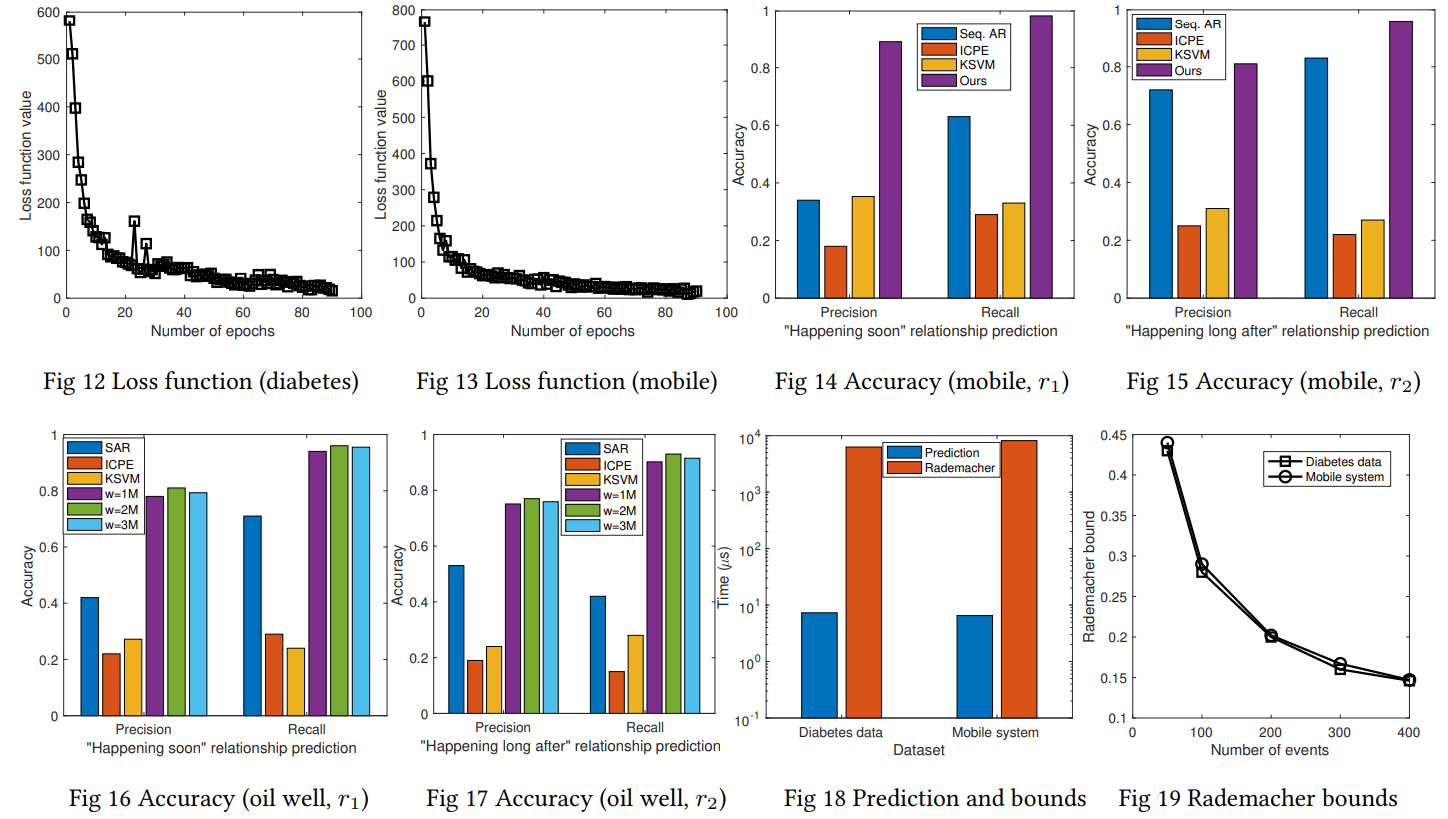 600
500
400
300
200
100
0
0 20 40 60 80 100
Loss function value
Number of epochs
Fig 12 Loss function (diabetes)
800
700
600
500
400
300
200
100
0
0 20 40 60 80 100
Loss function value
Number of epochs
Fig 13 Loss function (mobile)
1
0.8
0.6
0.4
0.2
0
Accuracy
Seq. AR
ICPE
KSVM
Ours
Precision Recall
"Happening soon" relationship prediction
Fig 14 Accuracy (mobile, r1)
1
0.8
0.6
0.4
0.2
0
Accuracy
Seq. AR
ICPE
KSVM
Ours
Precision Recall
"Happening long after" relationship prediction
Fig 15 Accuracy (mobile, r2)
1
0.8
0.6
0.4
0.2
0
Accuracy
SAR
ICPE
KSVM
w=1M
w=2M
w=3M
Precision Recall
"Happening soon" relationship prediction
Fig 16 Accuracy (oil well, r1)
1
0.8
0.6
0.4
0.2
0
Accuracy
SAR
ICPE
KSVM
w=1M
w=2M
w=3M
Precision Recall
"Happening long after" relationship prediction
Fig 17 Accuracy (oil well, r2)
10^4
10^3
10^2
10^1
10^0
10^-1
Time (μs)
Prediction
Rademacher
Diabetes data Mobile system
Dataset
Fig 18 Prediction and bounds
0.45
0.4
0.35
0.3
0.25
0.2
0.15
0.1
0 100 200 300 400
Rademacher bound
Diabetes data
Mobile system
Number of events
Fig 19 Rademacher bounds